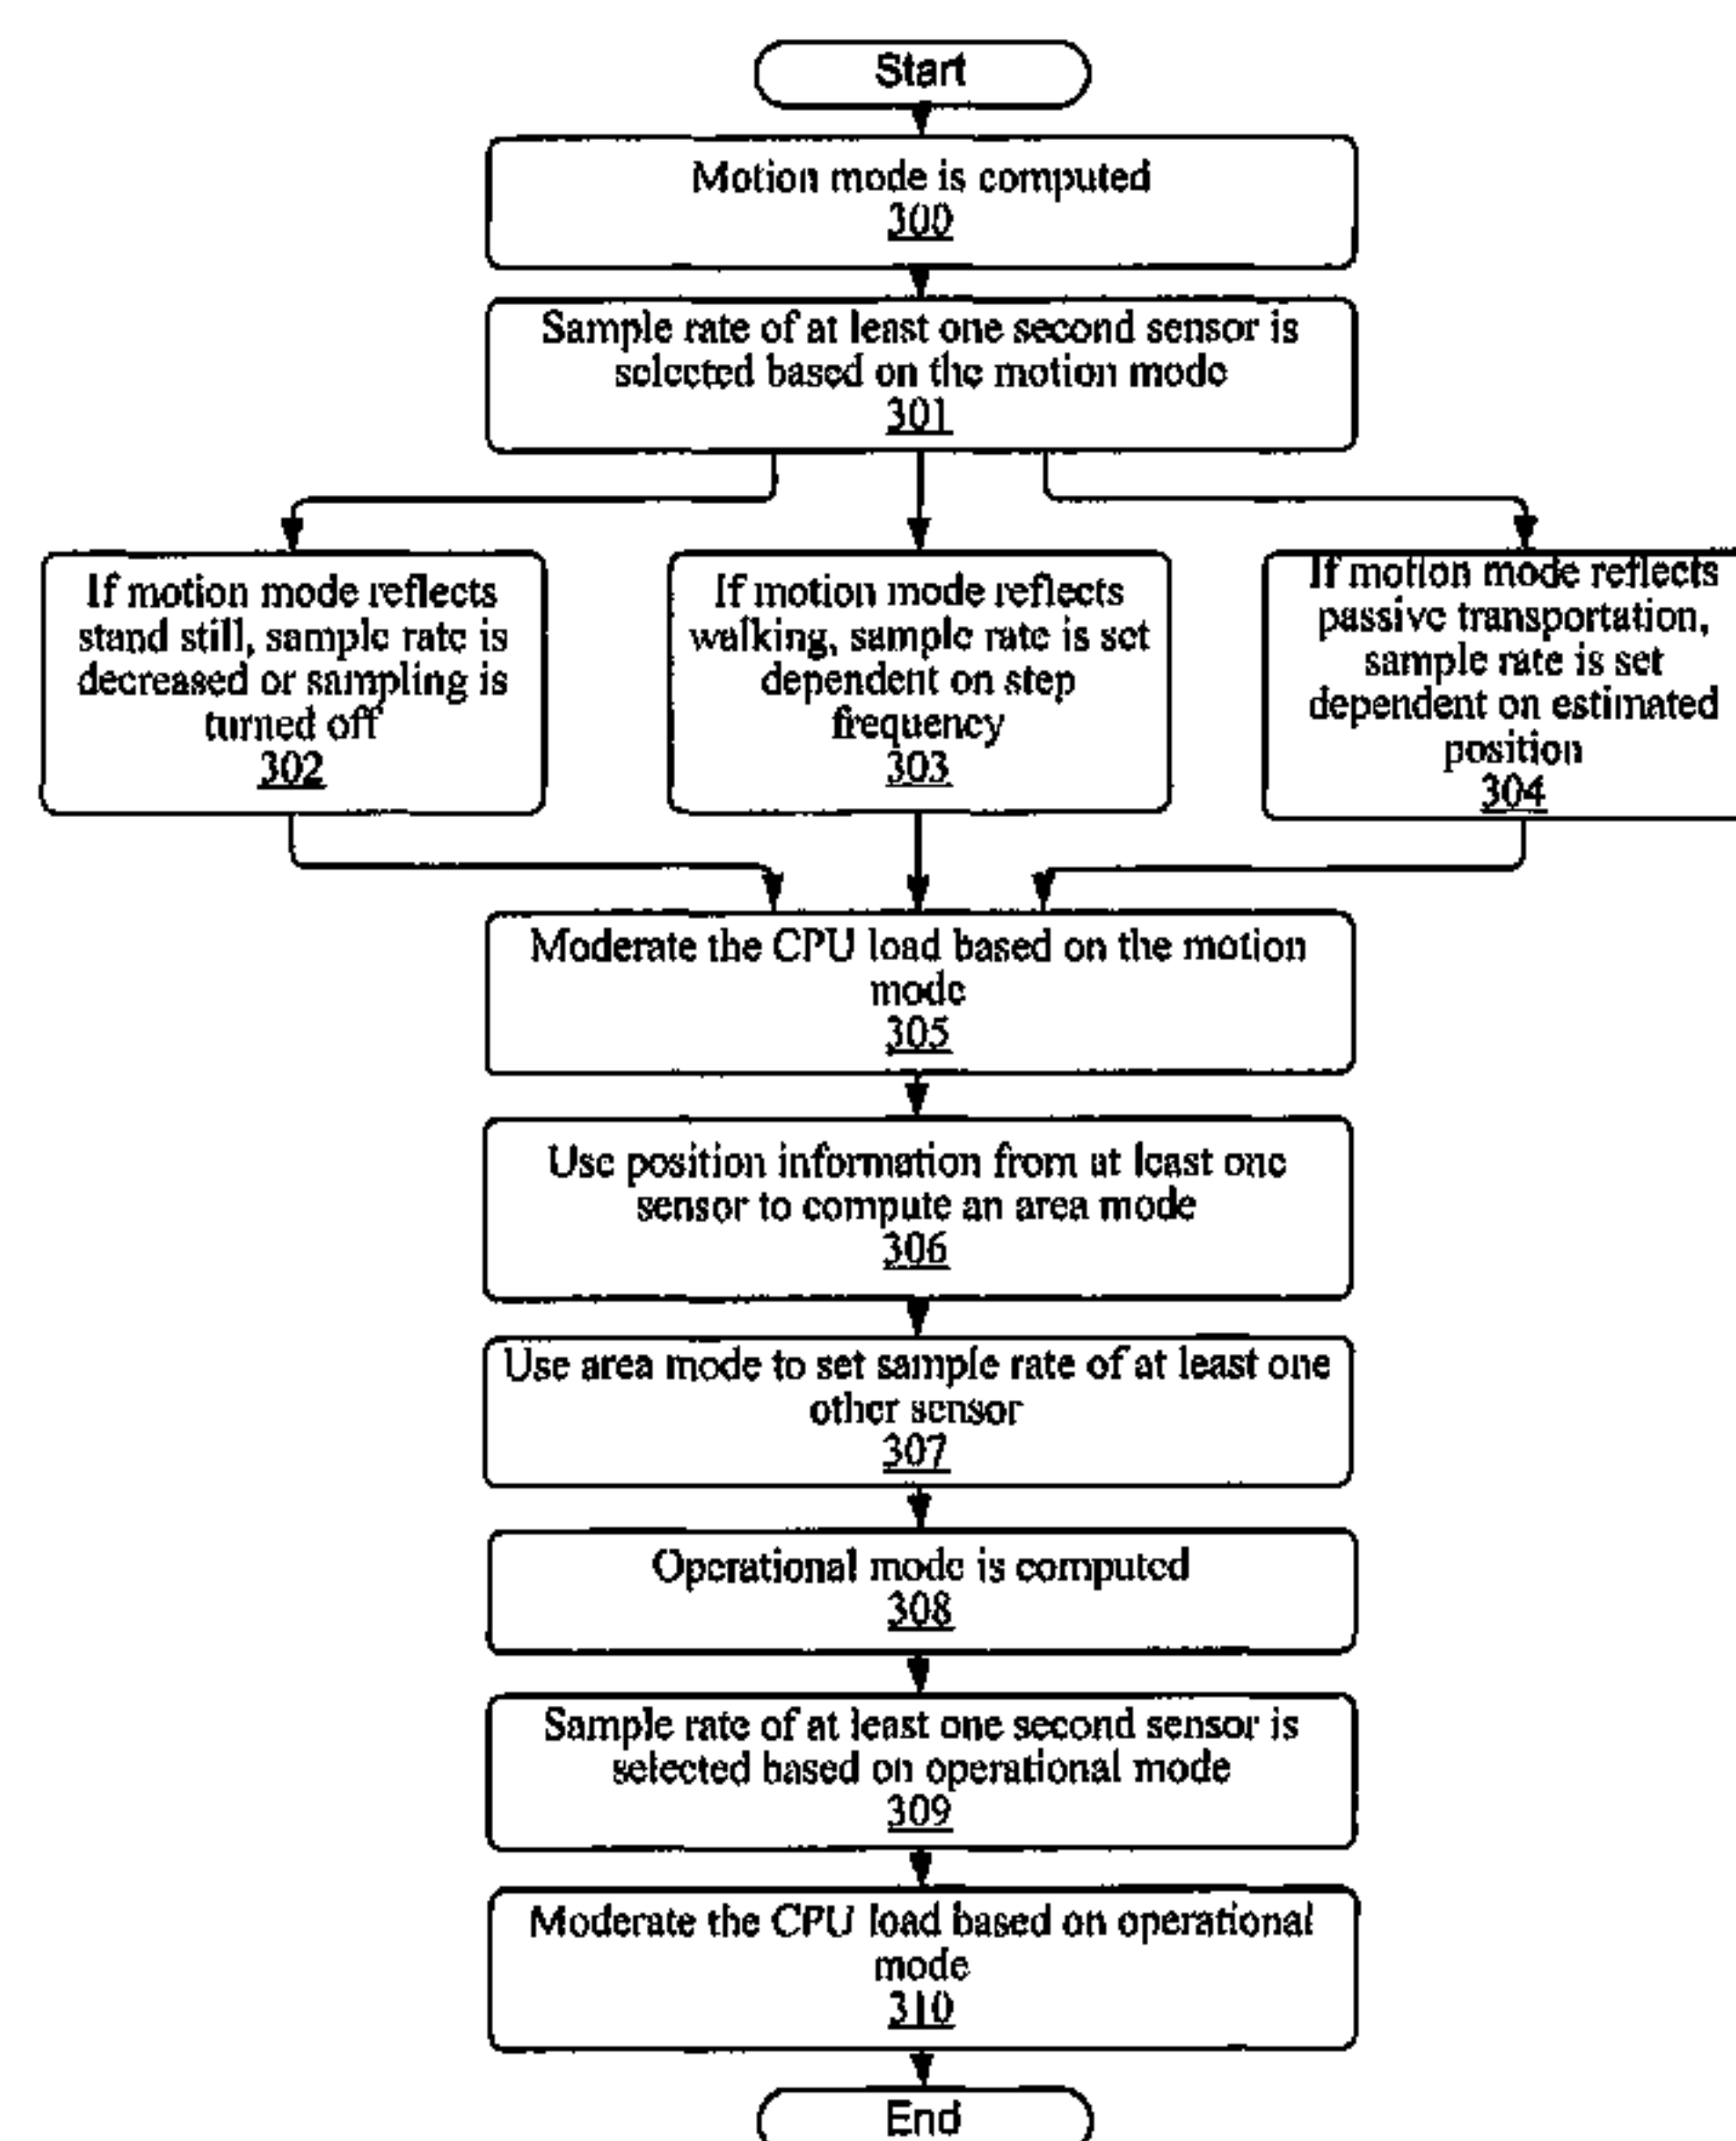 Start
Motion mode is computed
300
Sample rate of at least one second sensor is
selected based on the motion mode
301
If motion mode reflects
stand still, sample rate is
decreased or sampling is
turned off
302
If motion mode reflects
walking, sample rate is set
dependent on step
frequency
303
If motion mode reflects
passive transportation,
sample rate is set
dependent on estimated
position
304
Moderate the CPU load based on the motion
mode
305
Use position information from at least one
sensor to compute an area mode
306
Use area mode to set sample rate of at least one
other sensor
307
Operational mode is computed
308
Sample rate of at least one second sensor is
selected based on operational mode
309
Moderate the CPU load based on operational
mode
310
End